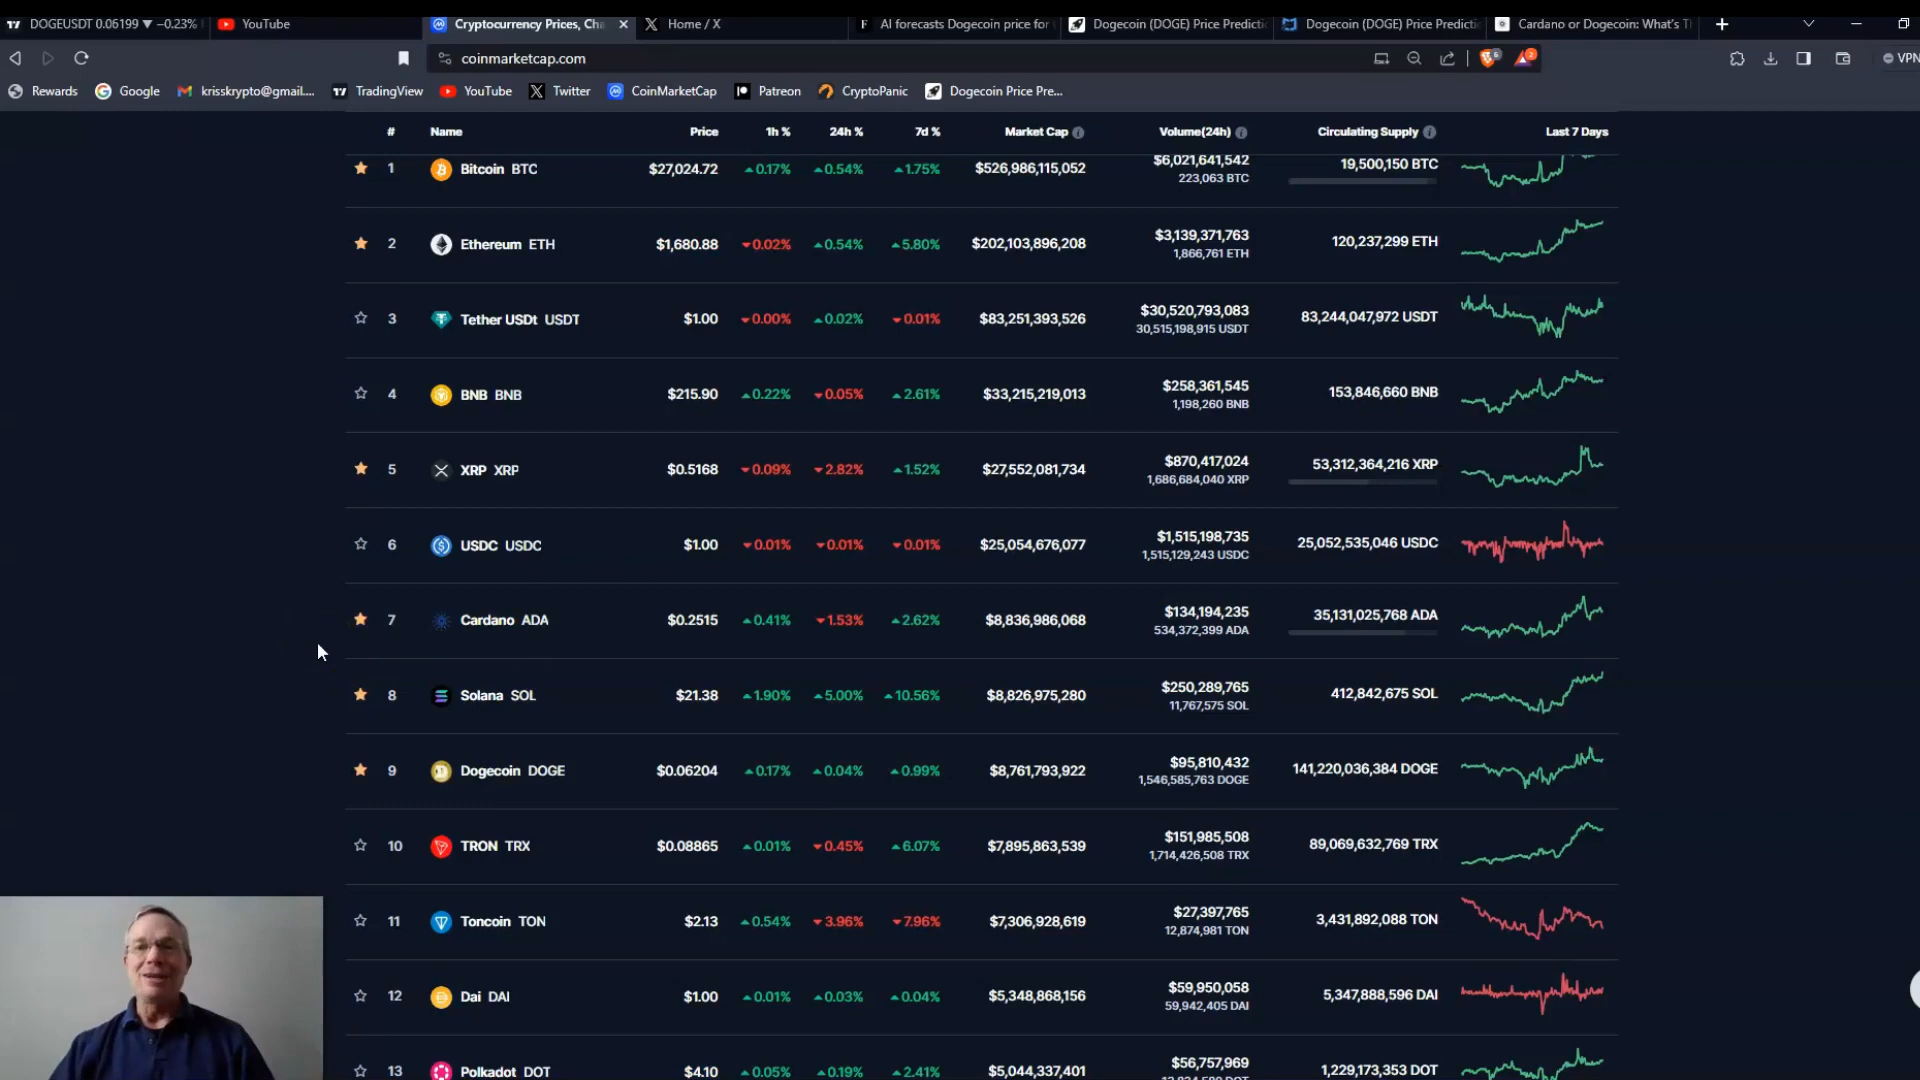 DOGEUSDT 0.06199 ▼ −0.23%
YouTube
Cryptocurrency Prices, Cha
Home / X
AI forecasts Dogecoin price for
Dogecoin (DOGE) Price Predicti
Dogecoin (DOGE) Price Predicti
Cardano or Dogecoin: What's T
coinmarketcap.com
VPN
Rewards Google krisskrypto@gmail.... TradingView YouTube Twitter CoinMarketCap Patreon CryptoPanic Dogecoin Price Pre...
# Name Price 1h % 24h % 7d % Market Cap Volume(24h) Circulating Supply Last 7 Days
1 Bitcoin BTC $27,024.72 0.17% 0.54% 1.75% $526,986,115,052 $6,021,641,542 19,500,150 BTC
223,063 BTC
2 Ethereum ETH $1,680.88 0.02% 0.54% 5.80% $202,103,896,208 $3,139,371,763 120,237,299 ETH
1,866,761 ETH
3 Tether USDt USDT $1.00 0.00% 0.02% 0.01% $83,251,393,526 $30,520,793,083 83,244,047,972 USDT
30,515,198,915 USDT
4 BNB BNB $215.90 0.22% 0.05% 2.61% $33,215,219,013 $258,361,545 153,846,660 BNB
1,198,260 BNB
5 XRP XRP $0.5168 0.09% 2.82% 1.52% $27,552,081,734 $870,417,024 53,312,364,216 XRP
1,686,684,040 XRP
6 USDC USDC $1.00 0.01% 0.01% 0.01% $25,054,676,077 $1,515,198,735 25,052,535,046 USDC
1,515,129,243 USDC
7 Cardano ADA $0.2515 0.41% 1.53% 2.62% $8,836,986,068 $134,194,235 35,131,025,768 ADA
534,372,399 ADA
8 Solana SOL $21.38 1.90% 5.00% 10.56% $8,826,975,280 $250,289,765 412,842,675 SOL
11,767,575 SOL
9 Dogecoin DOGE $0.06204 0.17% 0.04% 0.99% $8,761,793,922 $95,810,432 141,220,036,384 DOGE
1,546,585,763 DOGE
10 TRON TRX $0.08865 0.01% 0.45% 6.07% $7,895,863,539 $151,985,508 89,069,632,769 TRX
1,714,426,508 TRX
11 Toncoin TON $2.13 0.54% 3.96% 7.96% $7,306,928,619 $27,397,765 3,431,892,088 TON
12,874,981 TON
12 Dai DAI $1.00 0.01% 0.03% 0.04% $5,348,868,156 $59,950,058 5,347,888,596 DAI
59,942,405 DAI
13 Polkadot DOT $4.10 0.05% 0.19% 2.41% $5,044,337,401 $56,757,969 1,229,173,353 DOT